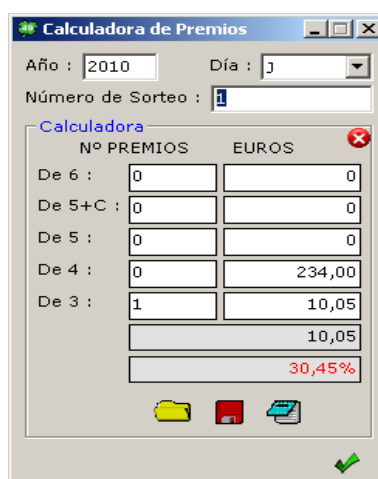 Calculadora de Premios
Año : 2010 Día : J
Número de Sorteo : 1
Calculadora
Nº PREMIOS EUROS
De 6 : 0 0
De 5+C : 0 0
De 5 : 0 0
De 4 : 0 234,00
De 3 : 1 10,05
10,05
30,45%